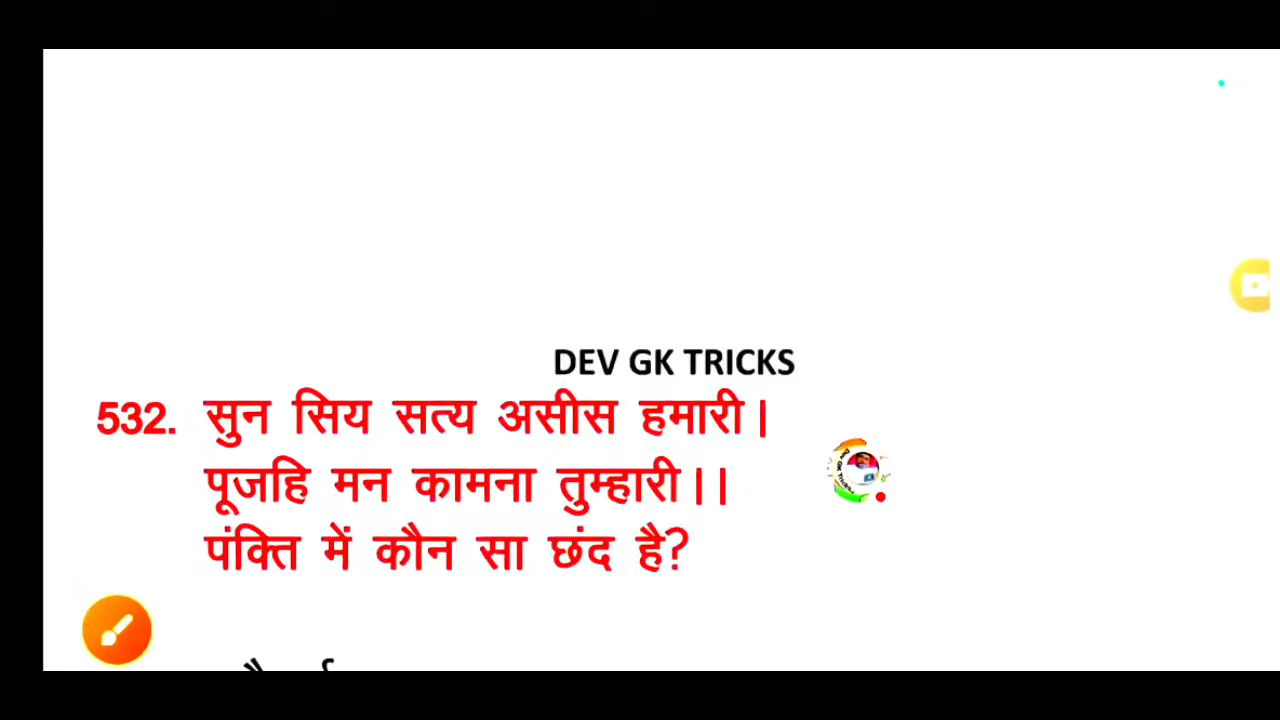 DEV GK TRICKS
532. सुन सिय सत्य असीस हमारी।
पूजहि मन कामना तुम्हारी।।
पंक्ति में कौन सा छंद है?